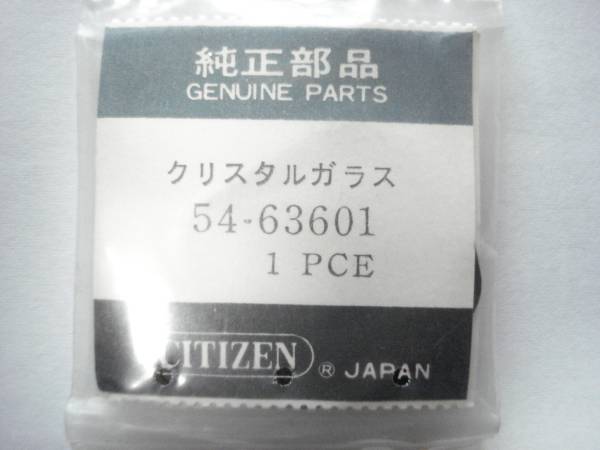 純正部品
GENUINE PARTS
クリスタルガラス
54-63601
1 PCE
CITIZEN ® JAPAN